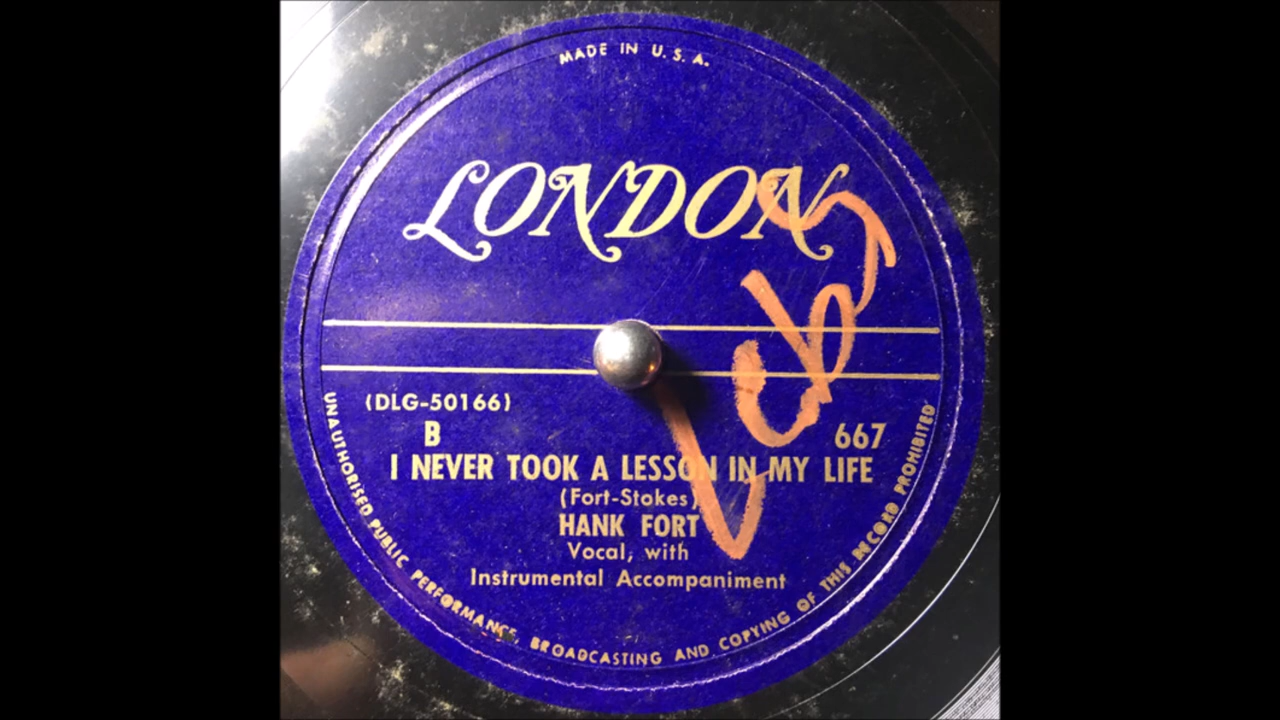 MADE IN U.S.A.
LONDON
(DLG-50166)
B 667
I NEVER TOOK A LESSON IN MY LIFE
(Fort-Stokes)
HANK FORT
Vocal, with
Instrumental Accompaniment
UNAUTHORISED PUBLIC PERFORMANCE, BROADCASTING AND COPYING OF THIS RECORD PROHIBITED